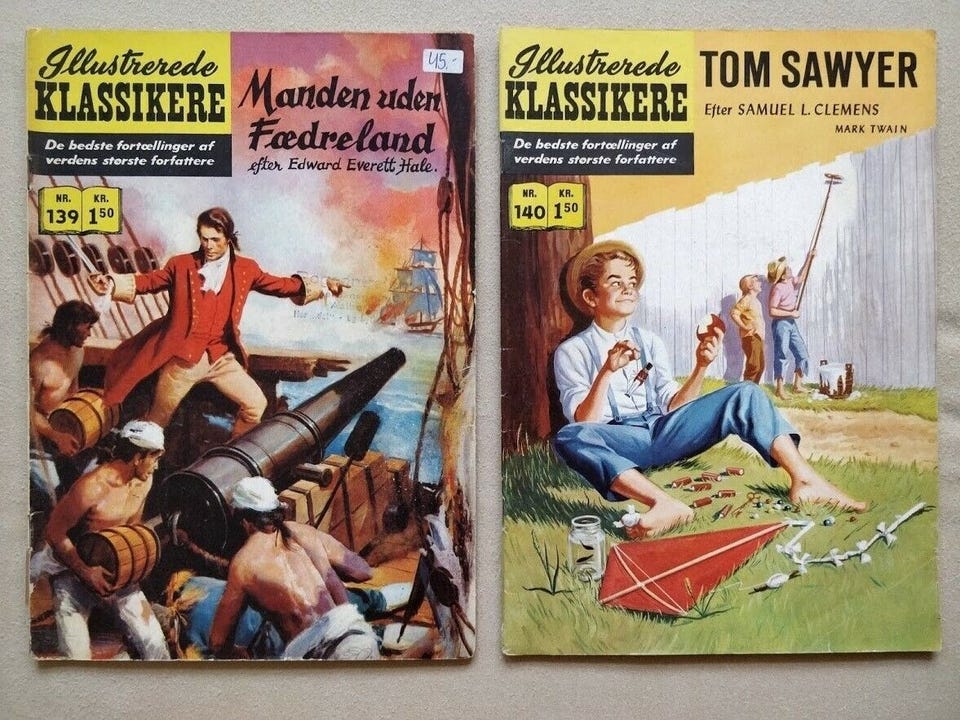 Illustrerede
KLASSIKERE
De bedste fortællinger af
verdens største forfattere
NR.
139
KR.
1 50
Manden uden
Fædreland
efter Edward Everett Hale.
45.-
Illustrerede
KLASSIKERE
De bedste fortællinger af
verdens største forfattere
NR.
140
KR.
1 50
TOM SAWYER
Efter SAMUEL L. CLEMENS
MARK TWAIN